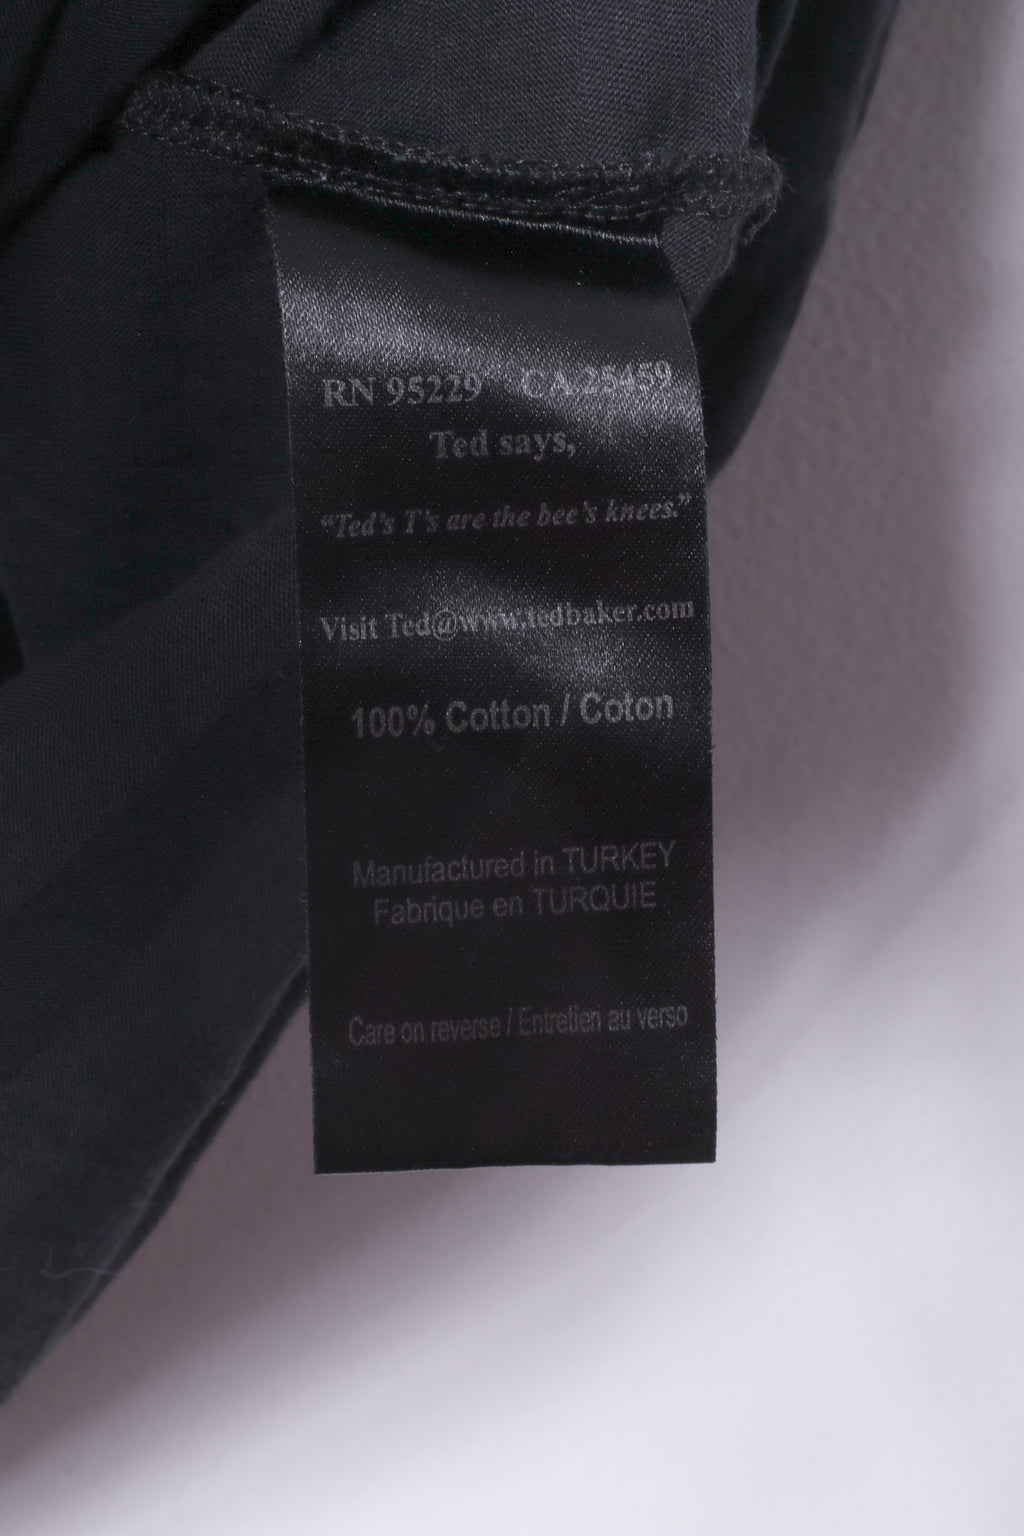 RN 95229 CA 25459
Ted says,
“Ted's T's are the bee's knees.”
Visit Ted@www.tedbaker.com
100% Cotton / Coton
Manufactured in TURKEY
Fabrique en TURQUIE
Care on reverse / Entretien au verso